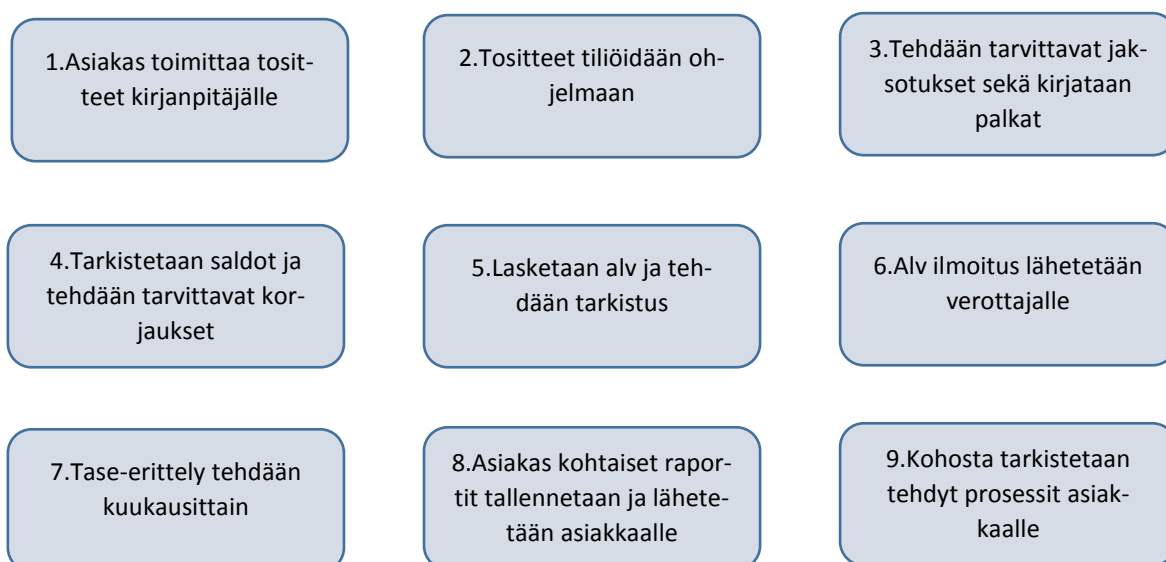 1.Asiakas toimittaa tosit-
teet kirjanpitäjälle
2.Tositteet tiliöidään oh-
jelmaan
3.Tehdään tarvittavat jak-
sotukset sekä kirjataan
palkat
4.Tarkistetaan saldot ja
tehdään tarvittavat kor-
jaukset
5.Lasketaan alv ja teh-
dään tarkistus
6.Alv ilmoitus lähetetään
verottajalle
7.Tase-erittely tehdään
kuukausittain
8.Asiakas kohtaiset rapor-
tit tallennetaan ja lähete-
tään asiakkaalle
9.Kohosta tarkistetaan
tehdyt prosessit asiak-
kaalle